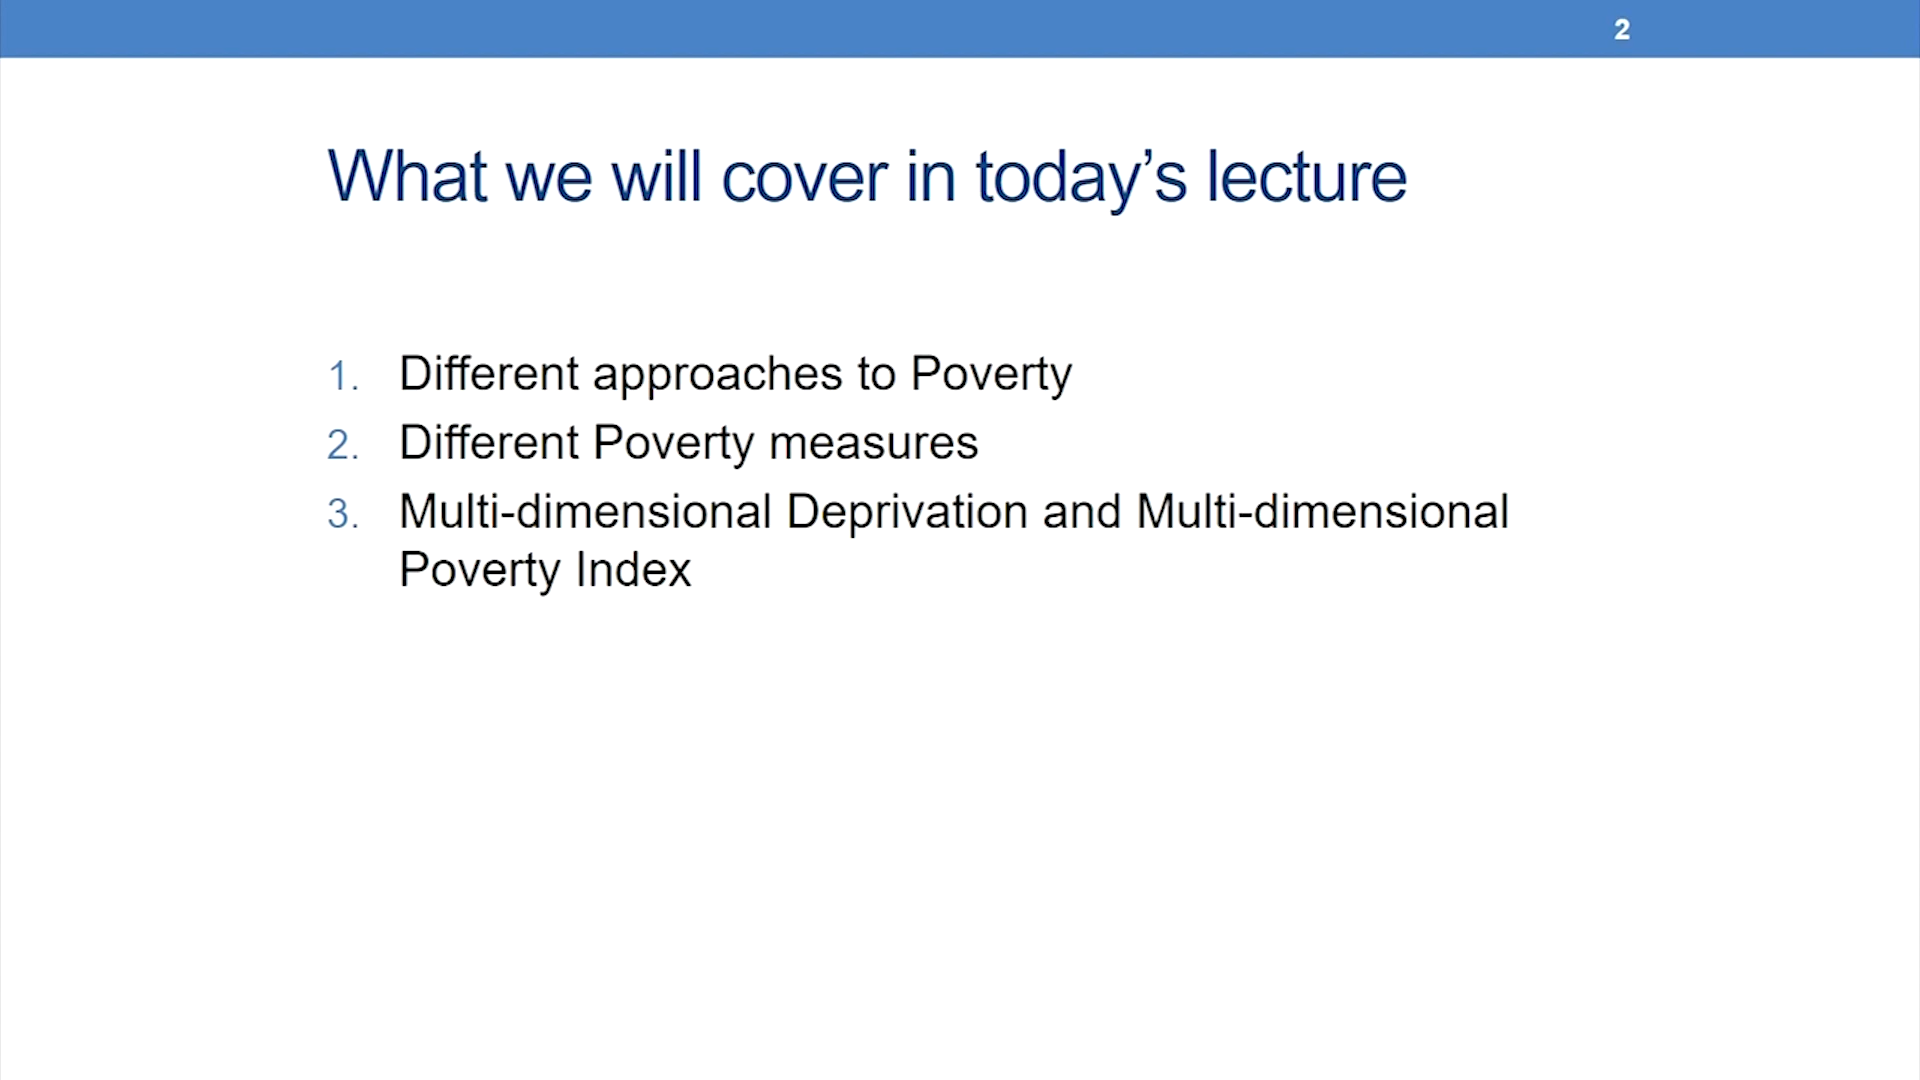 2
What we will cover in today’s lecture
1. Different approaches to Poverty
2. Different Poverty measures
3. Multi-dimensional Deprivation and Multi-dimensional
Poverty Index